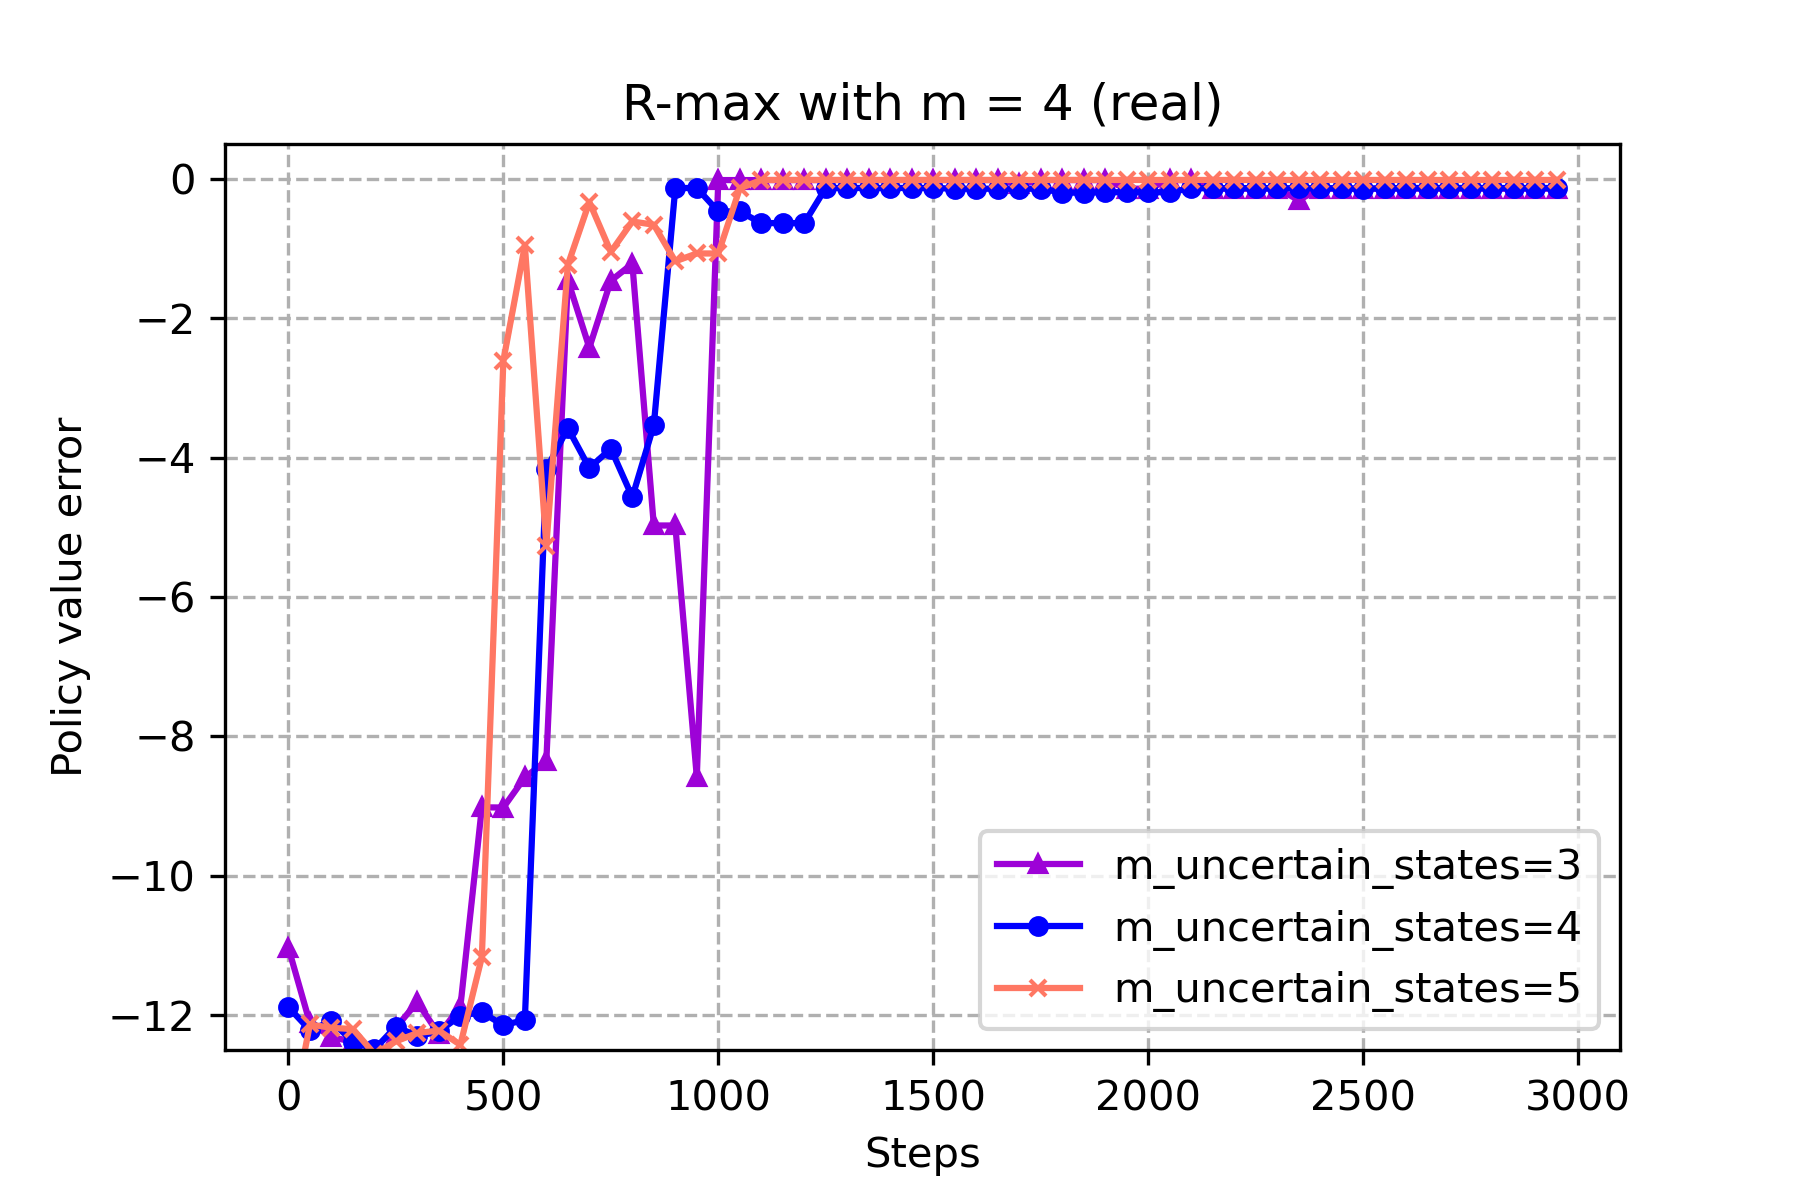 R-max with m = 4 (real)
Policy value error
0
−2
−4
−6
−8
−10
−12
0 500 1000 1500 2000 2500 3000
Steps
m_uncertain_states=3
m_uncertain_states=4
m_uncertain_states=5